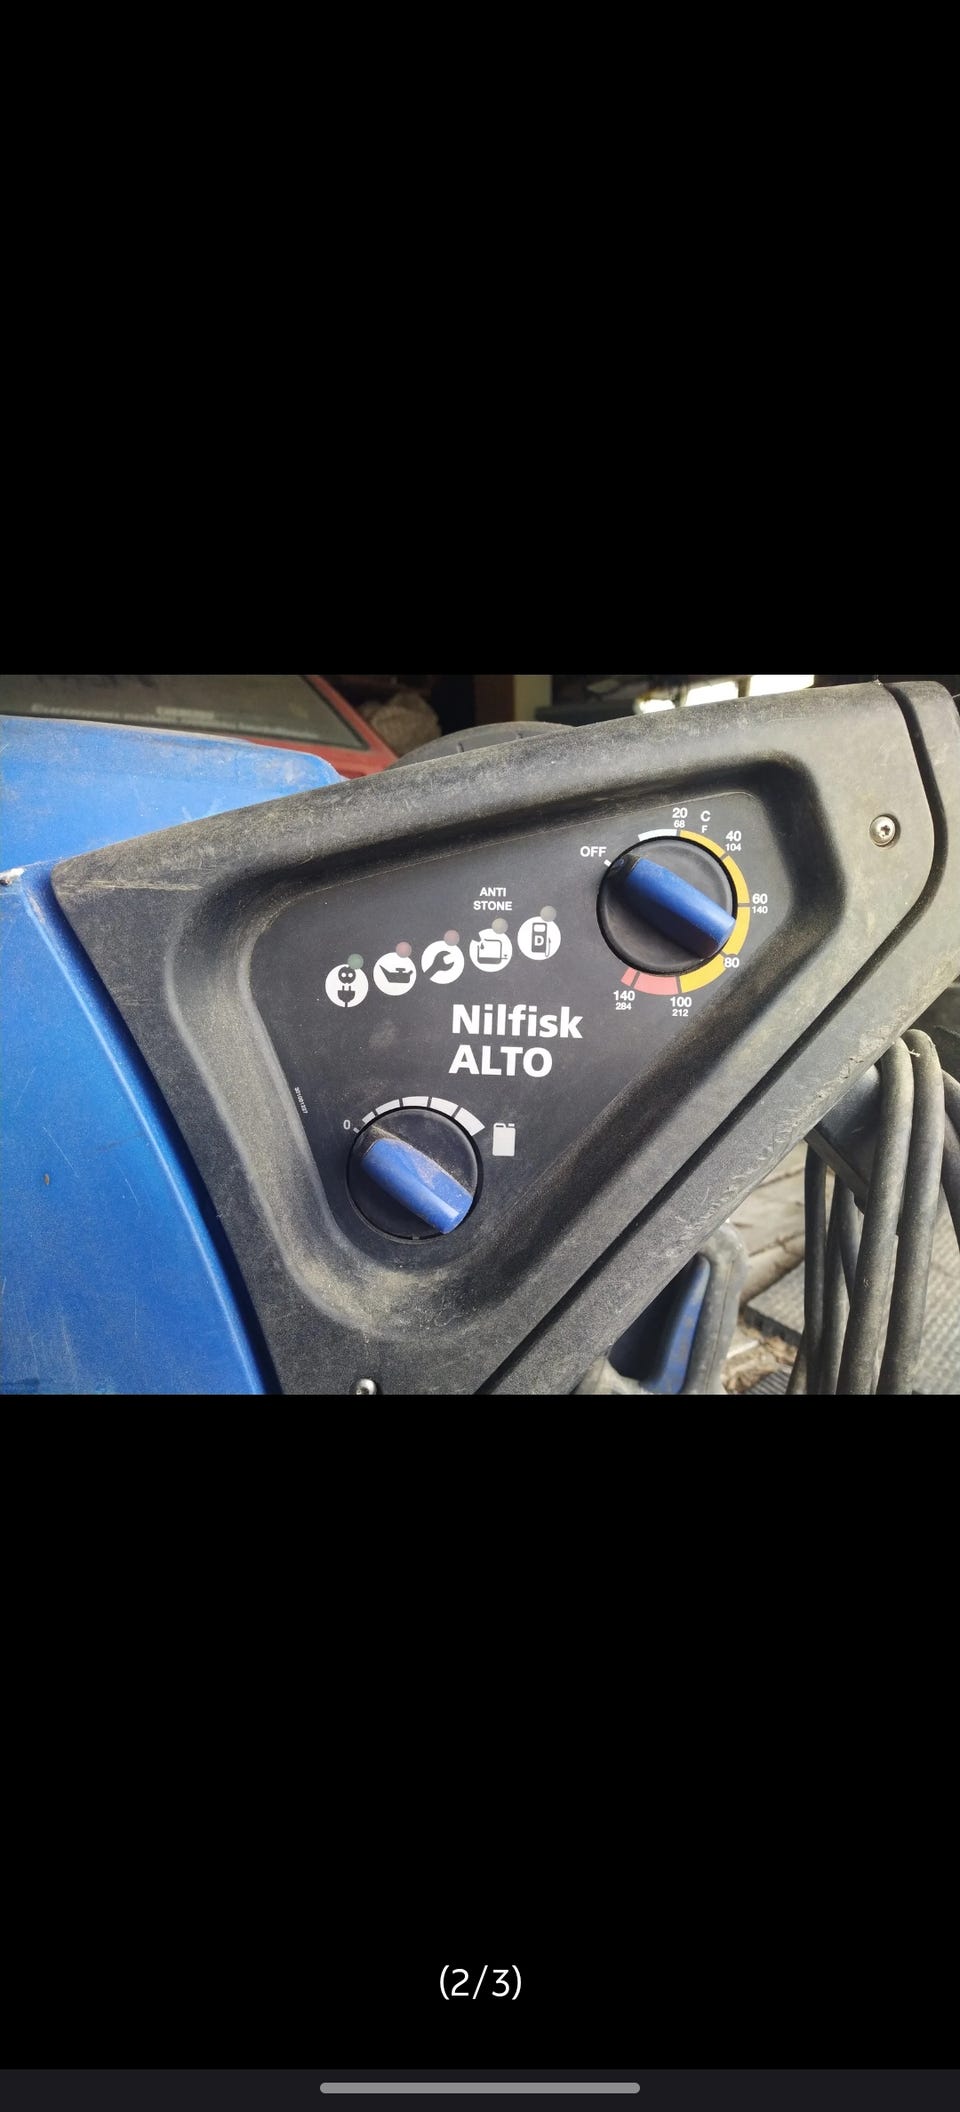 20 C
68 F
40
104
OFF
ANTI
STONE
60
140
D
80
140
284
100
212
Nilfisk
ALTO
0
(2/3)